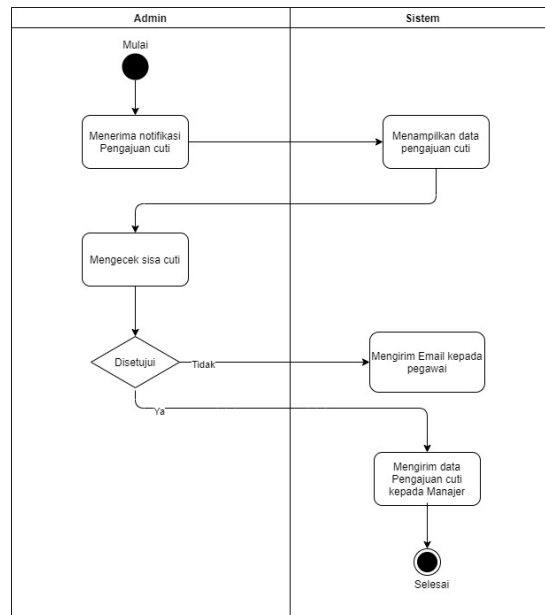 Admin
Sistem
Mulai
Menerima notifikasi
Pengajuan cuti
Menampilkan data
pengajuan cuti
Mengecek sisa cuti
Disetujui
Tidak
Mengirim Email kepada
pegawai
Ya
Mengirim data
Pengajuan cuti
kepada Manajer
Selesai